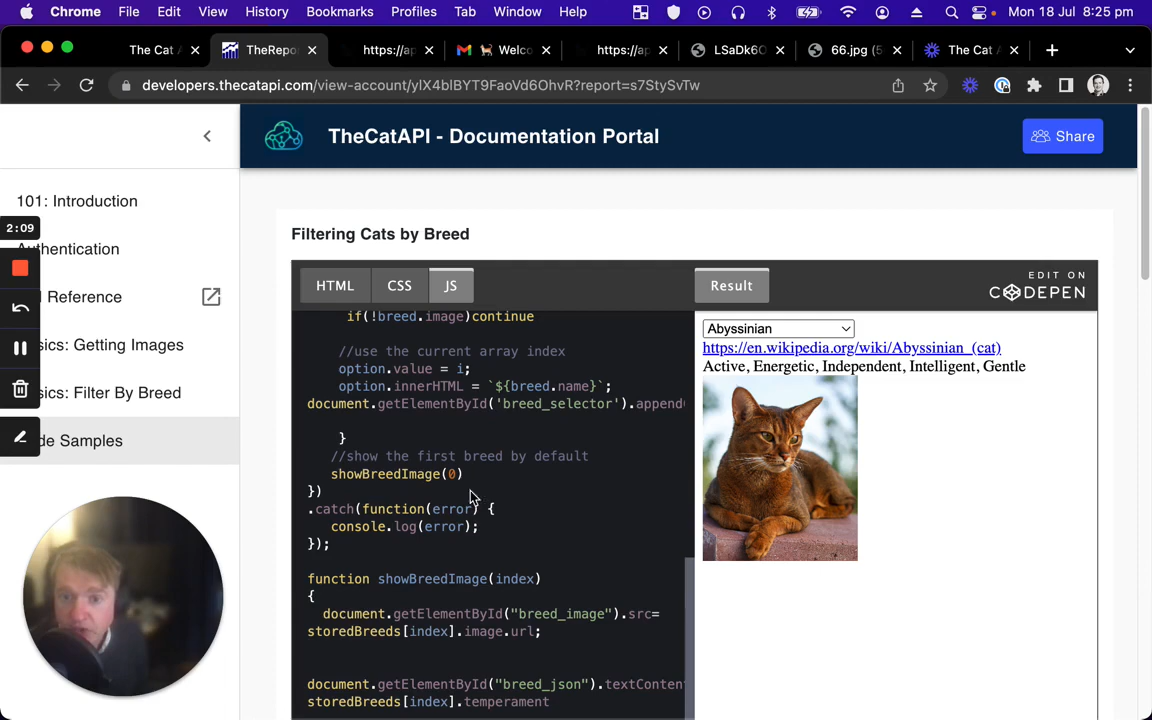 Chrome File Edit View History Bookmarks Profiles Tab Window Help Mon 18 Jul 8:25 pm
The Cat TheRepor https://ap Welco https://ap LSaDk6O 66.jpg (5 The Cat
developers.thecatapi.com/view-account/ylX4blBYT9FaoVd6OhvR?report=s7StySvTw
TheCatAPI - Documentation Portal
Share
101: Introduction
2:09
uthentication
Reference
sics: Getting Images
sics: Filter By Breed
de Samples
Filtering Cats by Breed
HTML CSS JS Result
EDIT ON
CODEPEN
if(!breed.image)continue
//use the current array index
option.value = i;
option.innerHTML = `${breed.name}`;
document.getElementById('breed_selector').append
}
//show the first breed by default
showBreedImage(0)
})
.catch(function(error) {
console.log(error);
});
function showBreedImage(index)
{
document.getElementById("breed_image").src=
storedBreeds[index].image.url;
document.getElementById("breed_json").textConten
storedBreeds[index].temperament
Abyssinian
https://en.wikipedia.org/wiki/Abyssinian_(cat)
Active, Energetic, Independent, Intelligent, Gentle